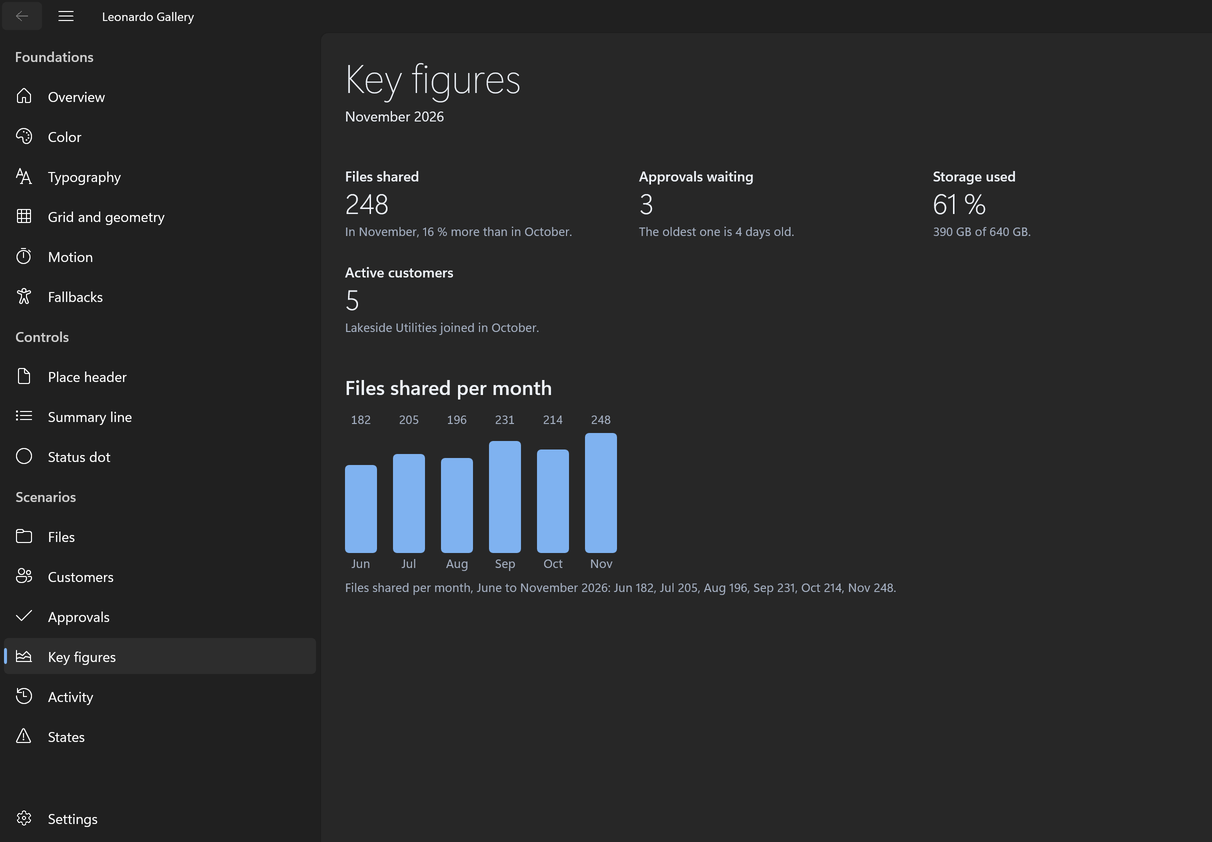 Leonardo Gallery
Foundations
Overview
Color
Typography
Grid and geometry
Motion
Fallbacks
Controls
Place header
Summary line
Status dot
Scenarios
Files
Customers
Approvals
Key figures
Activity
States
Settings
Key figures
November 2026
Files shared
248
In November, 16 % more than in October.
Approvals waiting
3
The oldest one is 4 days old.
Storage used
61 %
390 GB of 640 GB.
Active customers
5
Lakeside Utilities joined in October.
Files shared per month
182 205 196 231 214 248
Jun Jul Aug Sep Oct Nov
Files shared per month, June to November 2026: Jun 182, Jul 205, Aug 196, Sep 231, Oct 214, Nov 248.